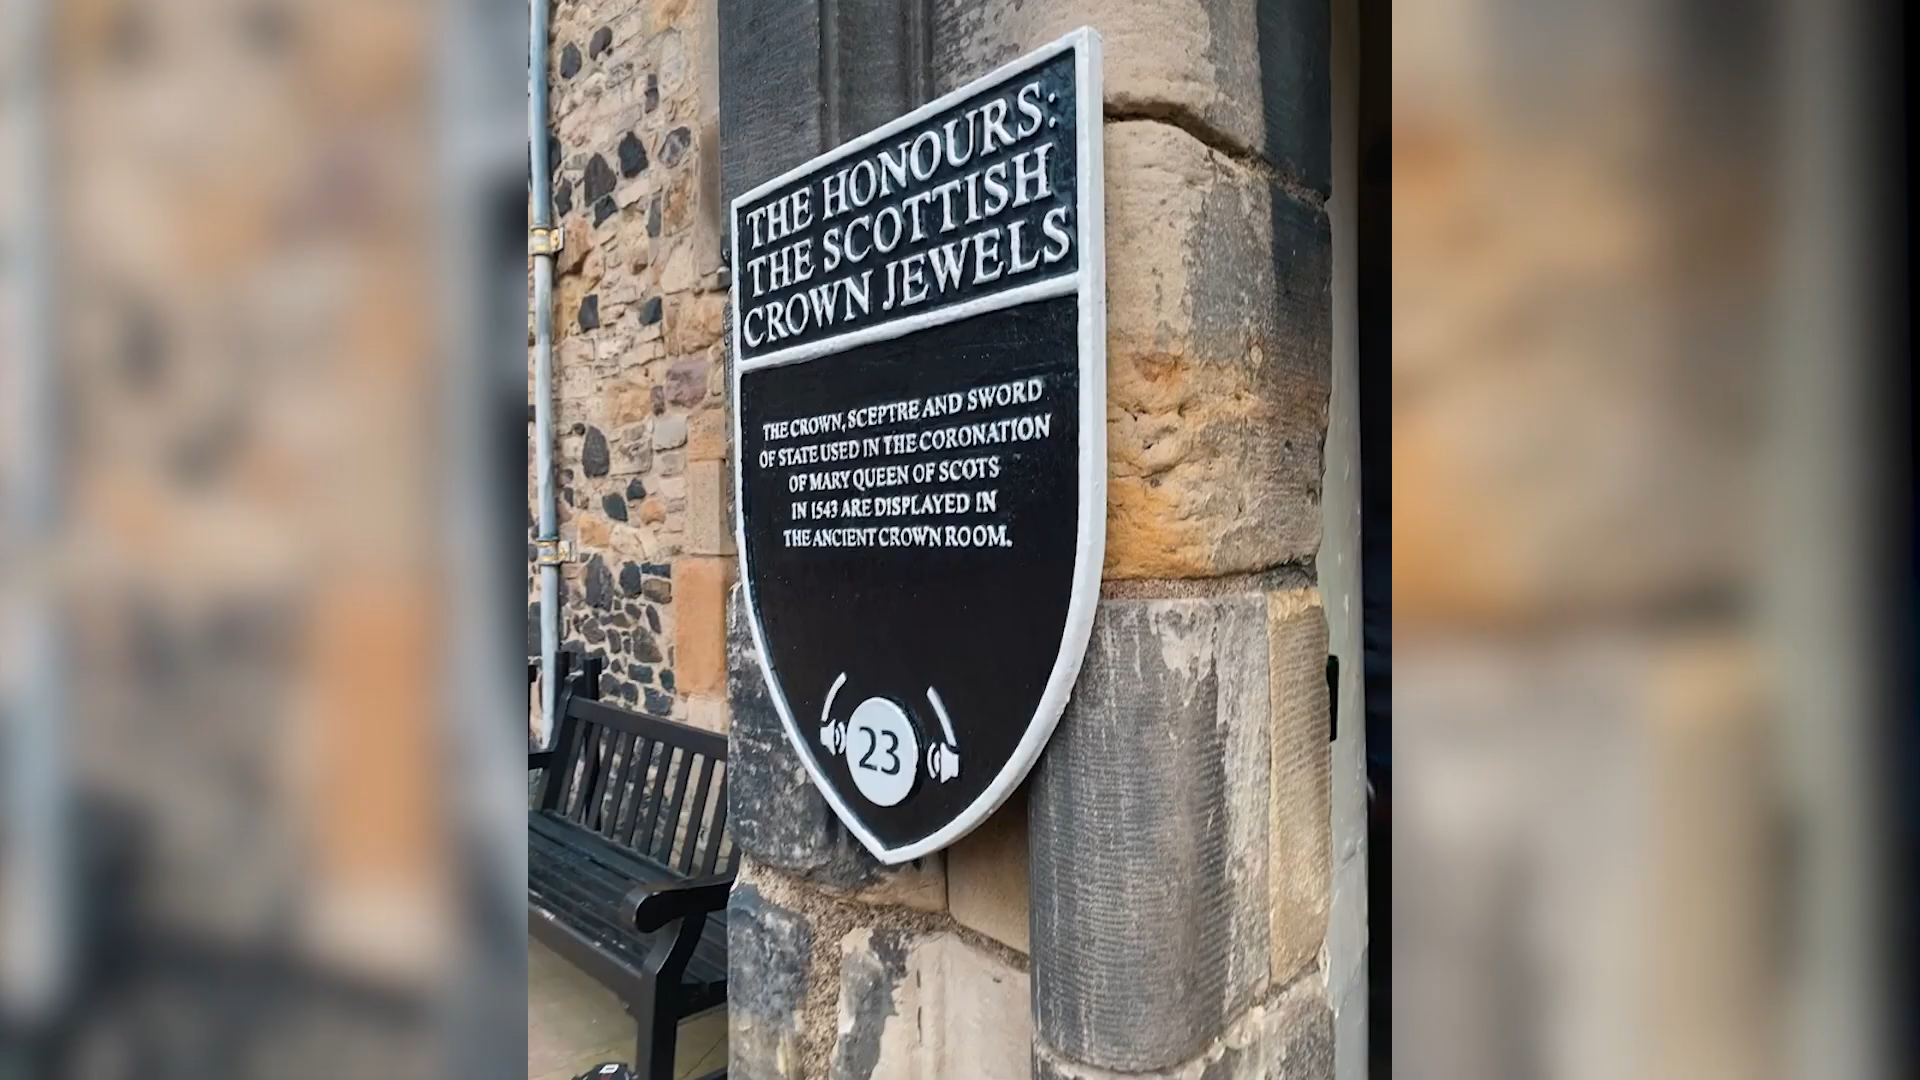 THE HONOURS:
THE SCOTTISH
CROWN JEWELS
THE CROWN, SCEPTRE AND SWORD
OF STATE USED IN THE CORONATION
OF MARY QUEEN OF SCOTS
IN 1543 ARE DISPLAYED IN
THE ANCIENT CROWN ROOM.
23